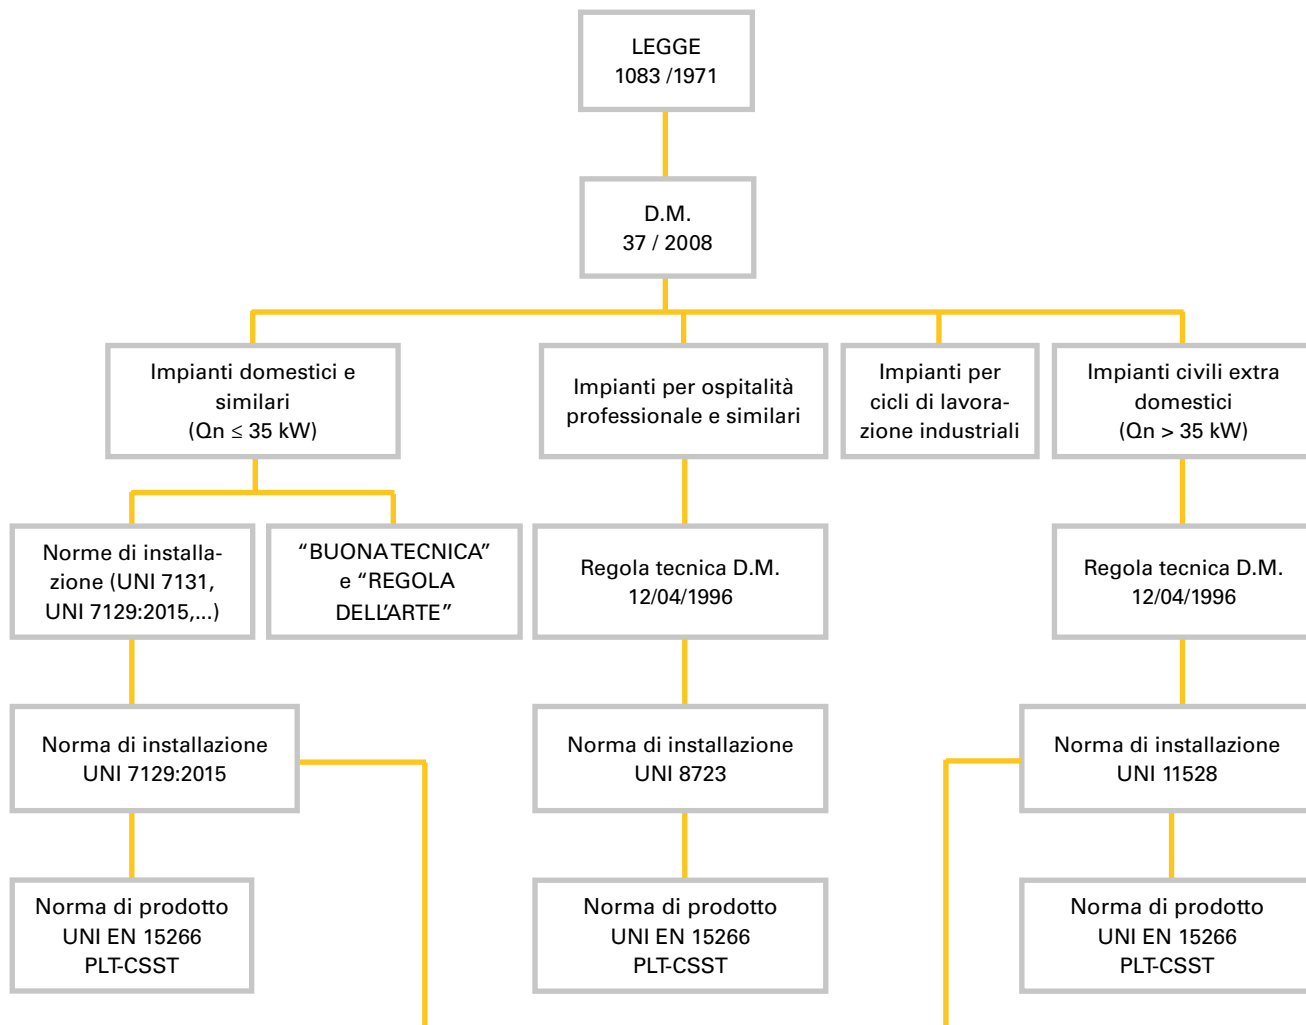 LEGGE
1083 /1971
D.M.
37 / 2008
Impianti domestici e
similari
(Qn ≤ 35 kW)
Impianti per ospitalità
professionale e similari
Impianti per
cicli di lavora-
zione industriali
Impianti civili extra
domestici
(Qn > 35 kW)
Norme di installa-
zione (UNI 7131,
UNI 7129:2015,...)
“BUONA TECNICA”
e “REGOLA
DELL’ARTE”
Regola tecnica D.M.
12/04/1996
Regola tecnica D.M.
12/04/1996
Norma di installazione
UNI 7129:2015
Norma di installazione
UNI 8723
Norma di installazione
UNI 11528
Norma di prodotto
UNI EN 15266
PLT-CSST
Norma di prodotto
UNI EN 15266
PLT-CSST
Norma di prodotto
UNI EN 15266
PLT-CSST